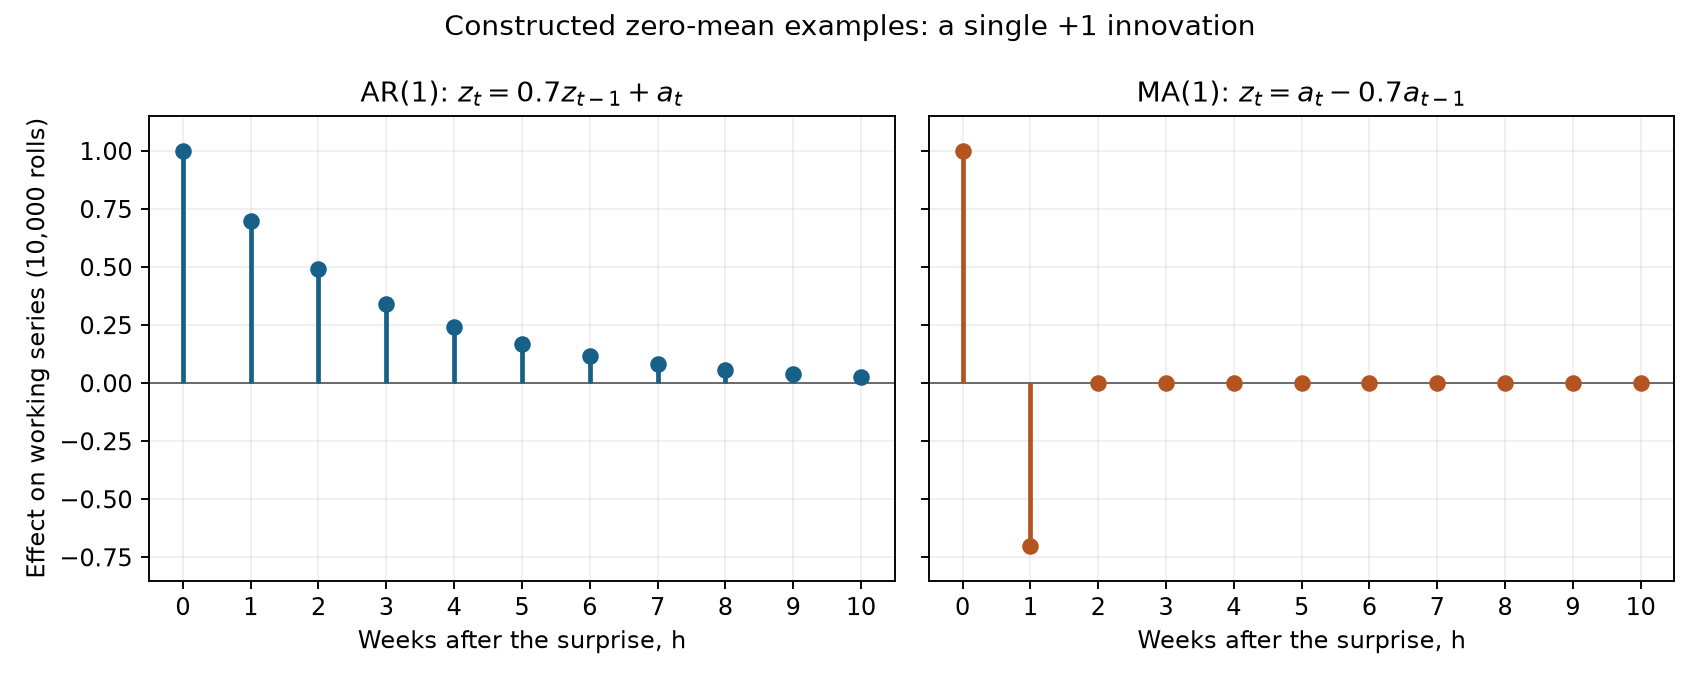 Constructed zero-mean examples: a single +1 innovation
AR(1): z_t = 0.7z_{t−1} + a_t
MA(1): z_t = a_t − 0.7a_{t−1}
Effect on working series (10,000 rolls)
1.00
0.75
0.50
0.25
0.00
−0.25
−0.50
−0.75
0 1 2 3 4 5 6 7 8 9 10
0 1 2 3 4 5 6 7 8 9 10
Weeks after the surprise, h
Weeks after the surprise, h